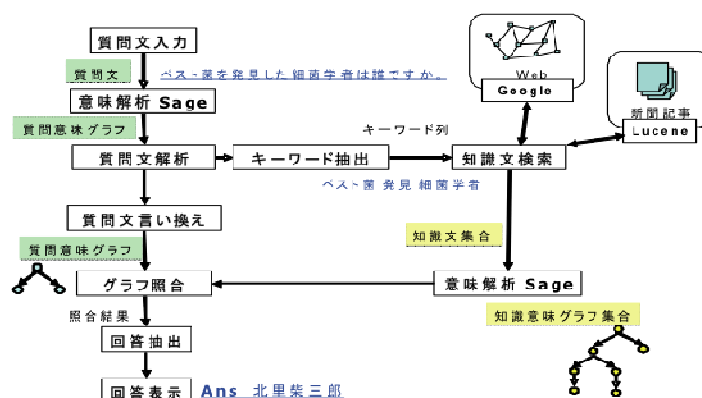 質問文入力
質問文
ペスト菌を発見した細菌学者は誰ですか。
意味解析 Sage
質問意味グラフ
質問文解析
キーワード抽出
キーワード列
知識文検索
ペスト菌 発見 細菌学者
Web
Google
新聞記事
Lucene
質問文言い換え
知識文集合
質問意味グラフ
グラフ照合
意味解析 Sage
照合結果
知識意味グラフ集合
回答抽出
回答表示
Ans 北里柴三郎